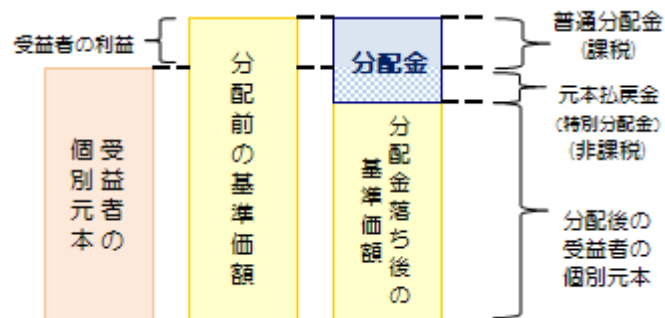 受益者の利益
受益者の
個別元本
分配前の基準価額
分配金
分配金落ち後の
基準価額
普通分配金
(課税)
元本払戻金
(特別分配金)
(非課税)
分配後の
受益者の
個別元本